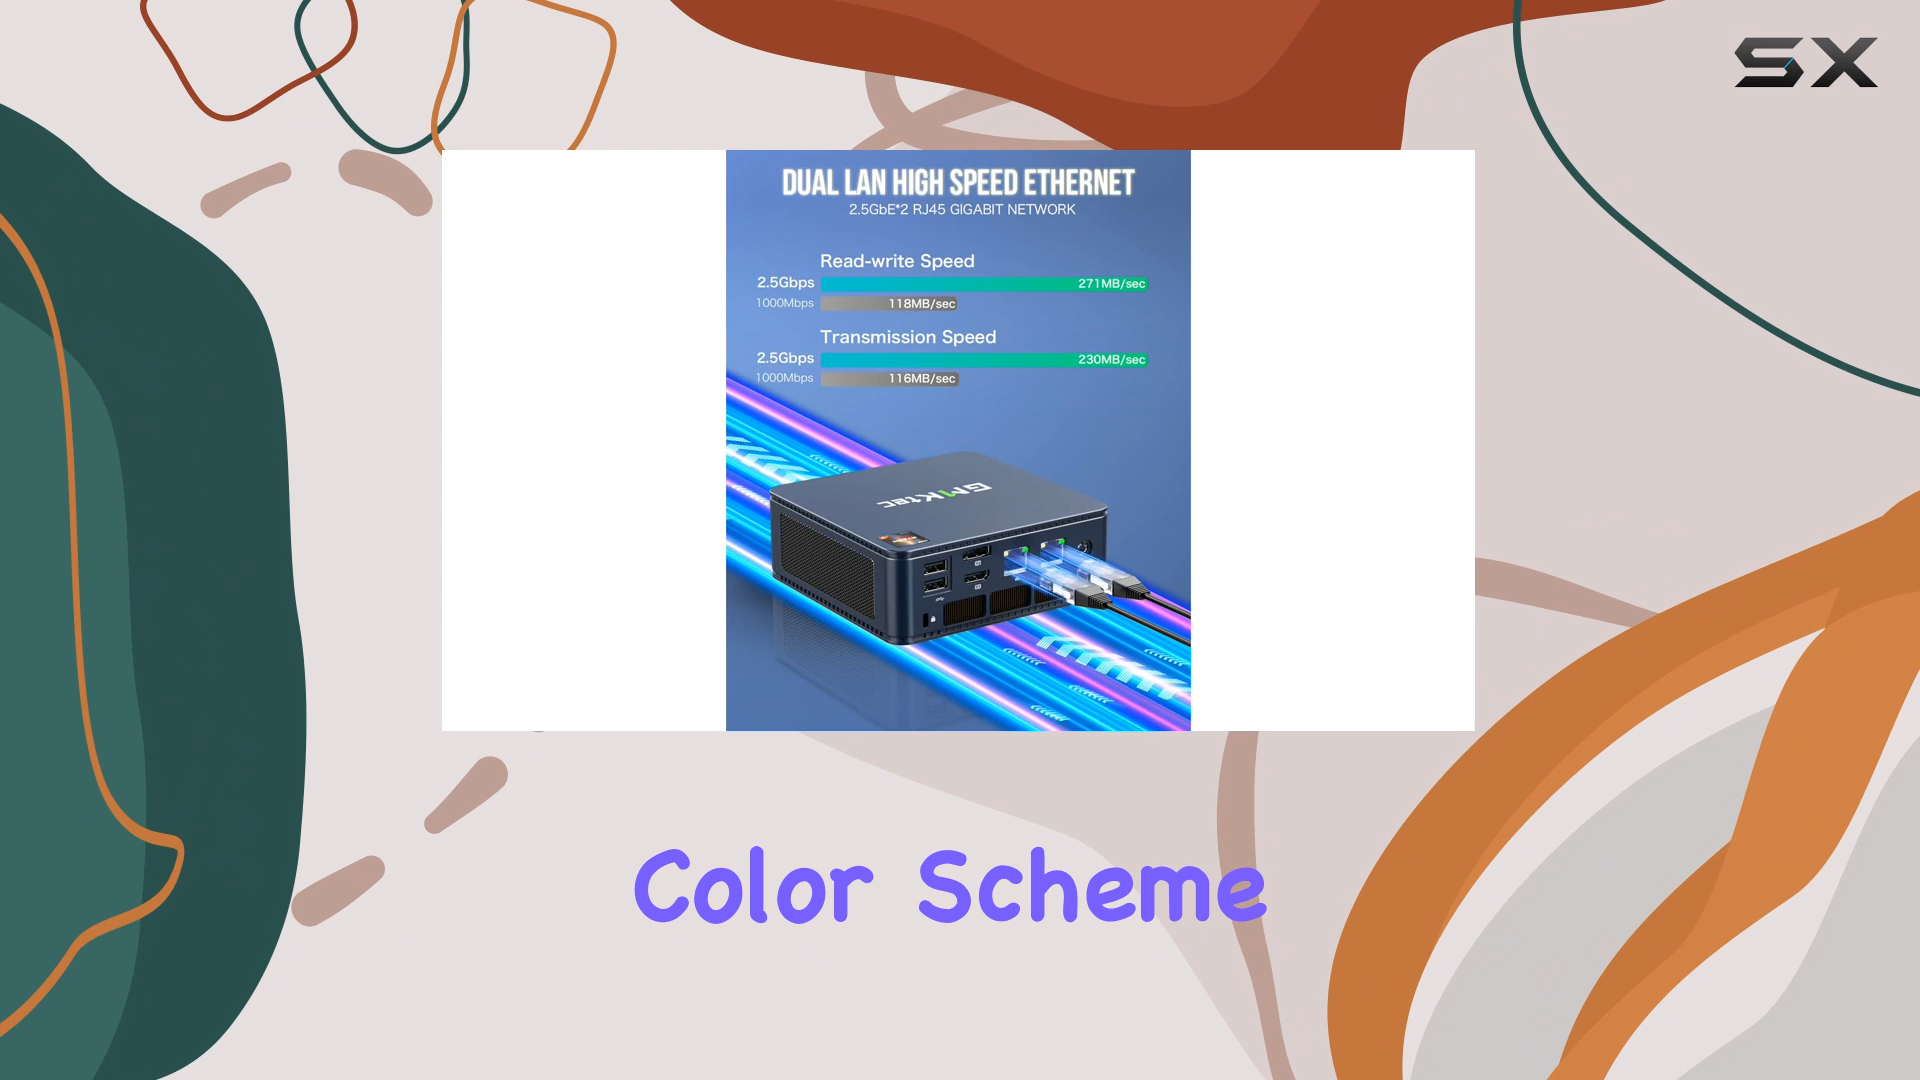 SX
DUAL LAN HIGH SPEED ETHERNET
2.5GbE*2 RJ45 GIGABIT NETWORK
Read-write Speed
2.5Gbps 271MB/sec
1000Mbps 118MB/sec
Transmission Speed
2.5Gbps 230MB/sec
1000Mbps 116MB/sec
GMKtec
Color Scheme